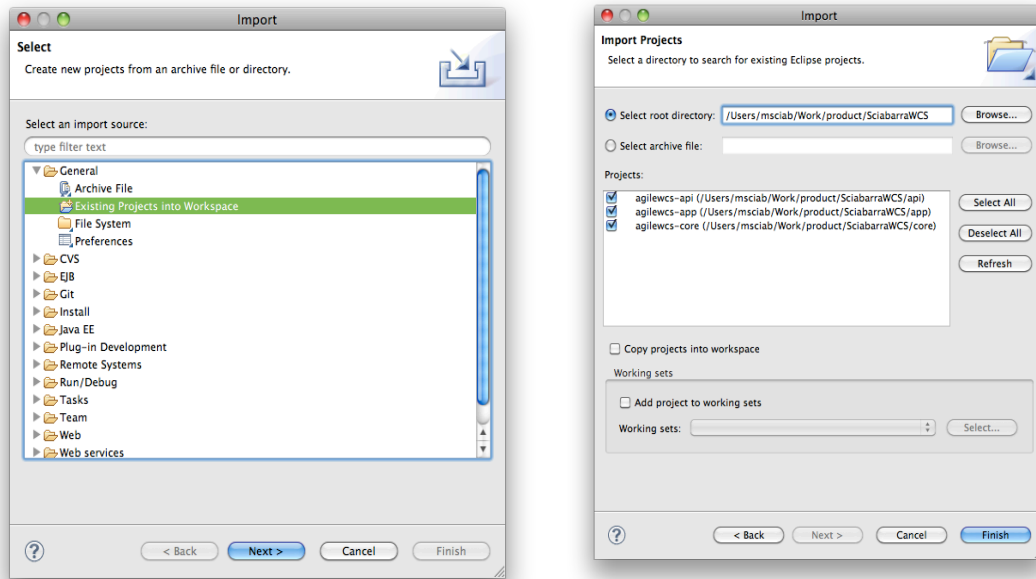 Import
Select
Create new projects from an archive file or directory.
Select an import source:
type filter text
General
Archive File
Existing Projects into Workspace
File System
Preferences
CVS
EJB
Git
Install
Java EE
Plug-in Development
Remote Systems
Run/Debug
Tasks
Team
Web
Web services
?
< Back
Next >
Cancel
Finish
Import
Import Projects
Select a directory to search for existing Eclipse projects.
Select root directory: /Users/msciab/Work/product/SciabarraWCS Browse...
Select archive file: Browse...
Projects:
agilewcs-api (/Users/msciab/Work/product/SciabarraWCS/api)
agilewcs-app (/Users/msciab/Work/product/SciabarraWCS/app)
agilewcs-core (/Users/msciab/Work/product/SciabarraWCS/core)
Select All
Deselect All
Refresh
Copy projects into workspace
Working sets
Add project to working sets
Working sets: Select...
?
< Back
Next >
Cancel
Finish